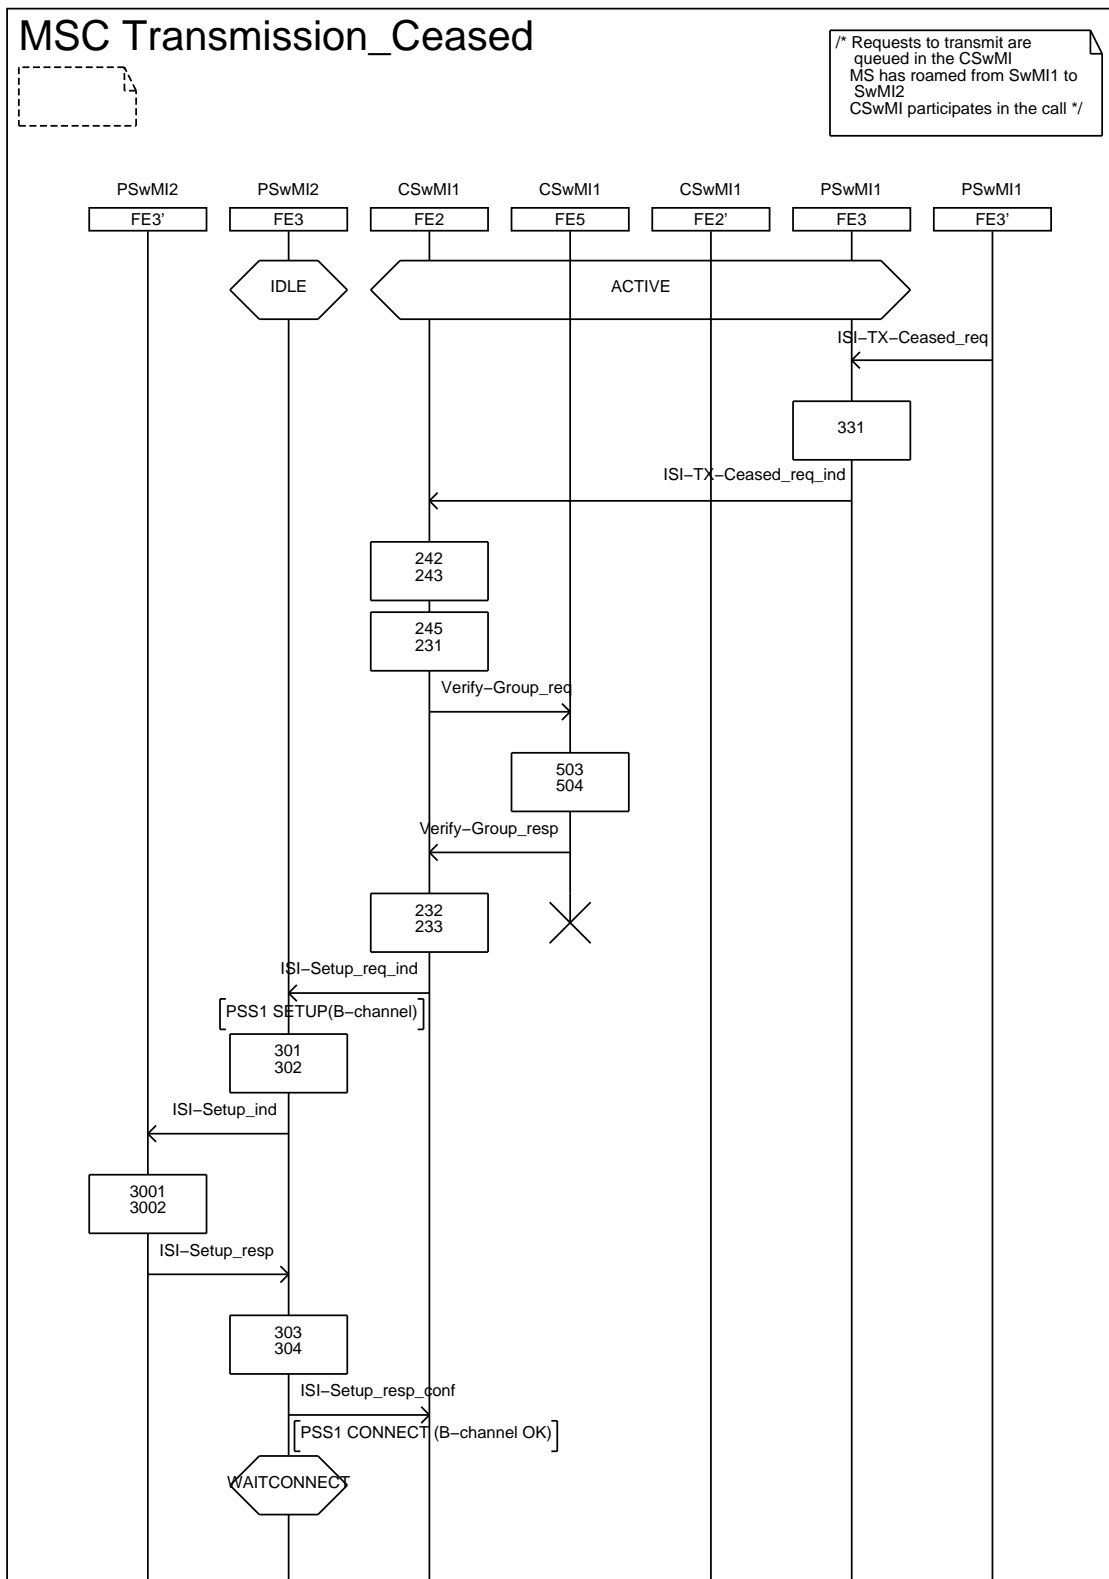 MSC Transmission_Ceased
/* Requests to transmit are
queued in the CSwMI
MS has roamed from SwMI1 to
SwMI2
CSwMI participates in the call */
PSwMI2 PSwMI2 CSwMI1 CSwMI1 CSwMI1 PSwMI1 PSwMI1
FE3' FE3 FE2 FE5 FE2' FE3 FE3'
IDLE ACTIVE
ISI−TX−Ceased_req
331
ISI−TX−Ceased_req_ind
242
243
245
231
Verify−Group_req
503
504
Verify−Group_resp
232
233
ISI−Setup_req_ind
PSS1 SETUP(B−channel)
301
302
ISI−Setup_ind
3001
3002
ISI−Setup_resp
303
304
ISI−Setup_resp_conf
PSS1 CONNECT (B−channel OK)
WAITCONNECT